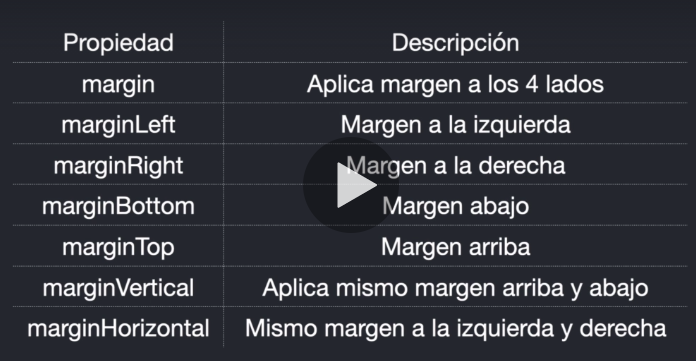 Propiedad Descripción
margin Aplica margen a los 4 lados
marginLeft Margen a la izquierda
marginRight Margen a la derecha
marginBottom Margen abajo
marginTop Margen arriba
marginVertical Aplica mismo margen arriba y abajo
marginHorizontal Mismo margen a la izquierda y derecha